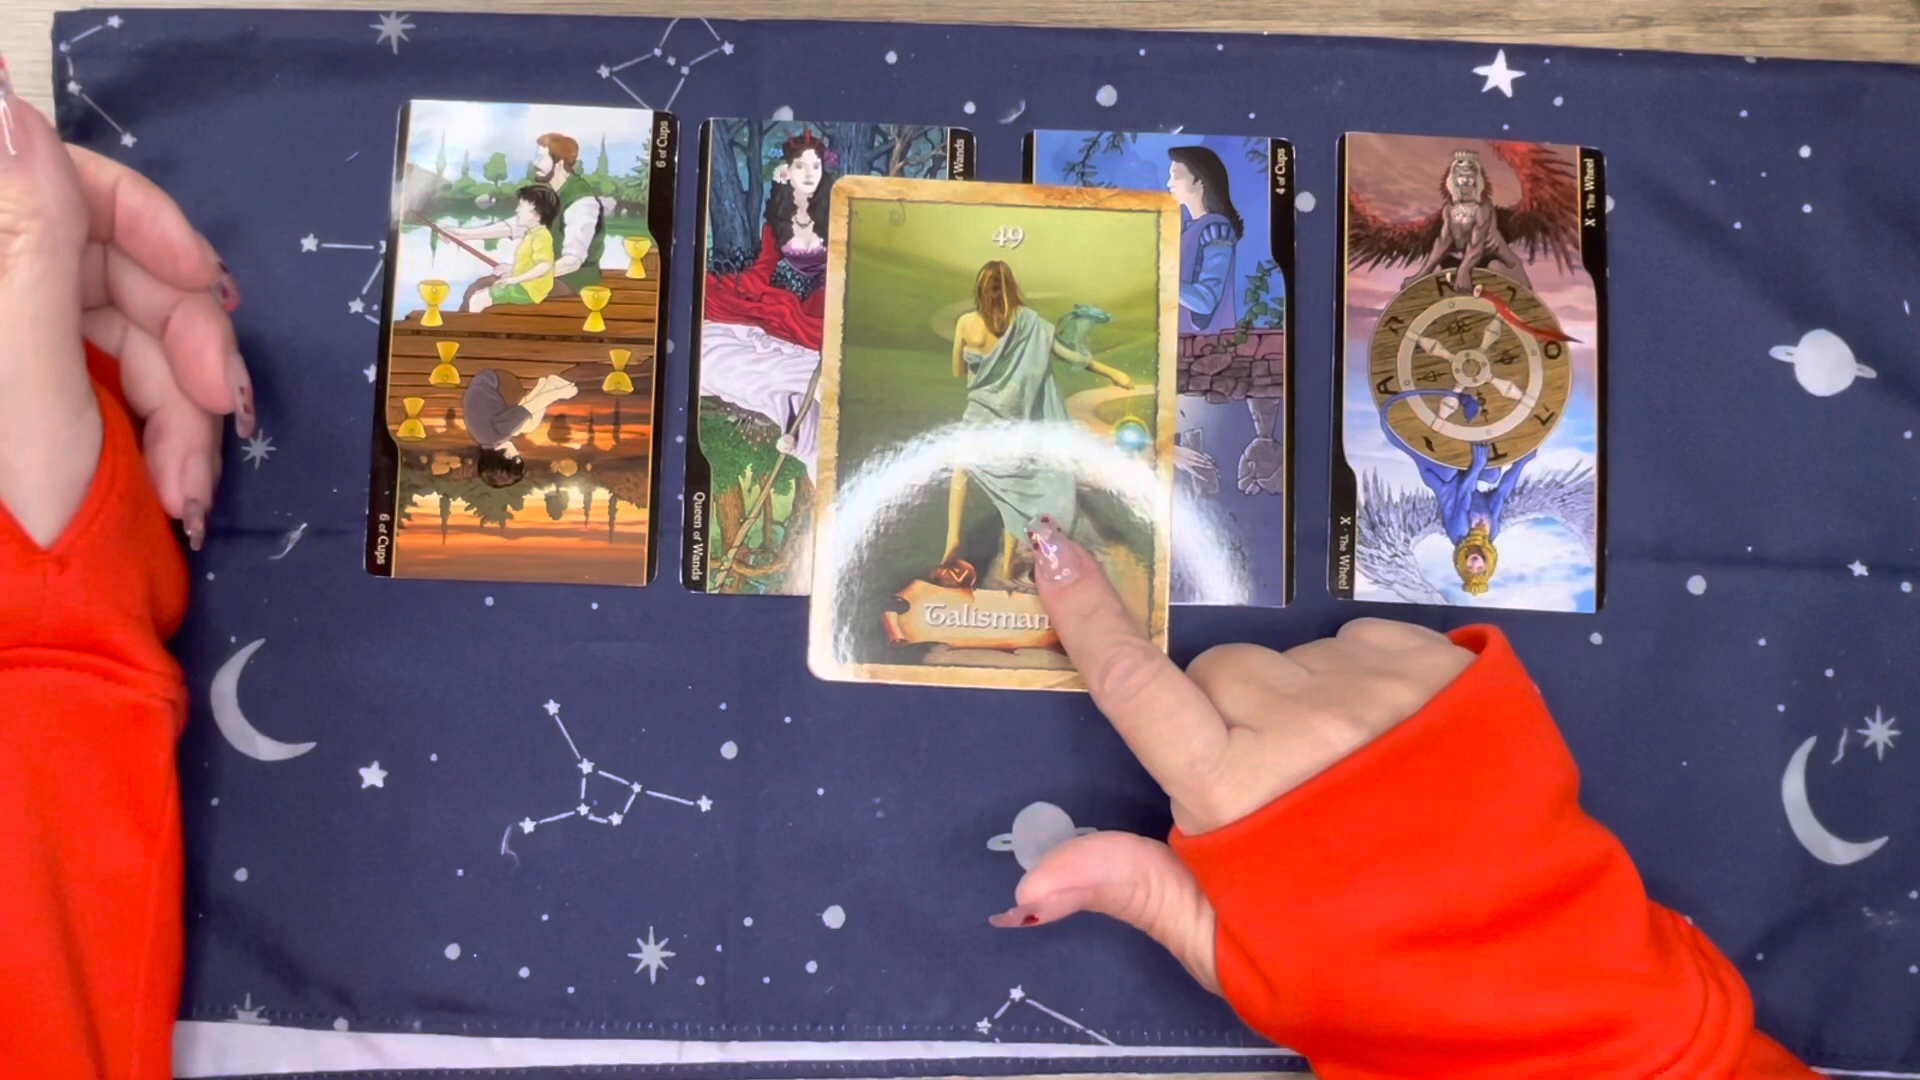 6 of Cups
6 of Cups
Wands
Queen of Wands
49
Talisman
4 of Cups
X · The Wheel
X · The Wheel